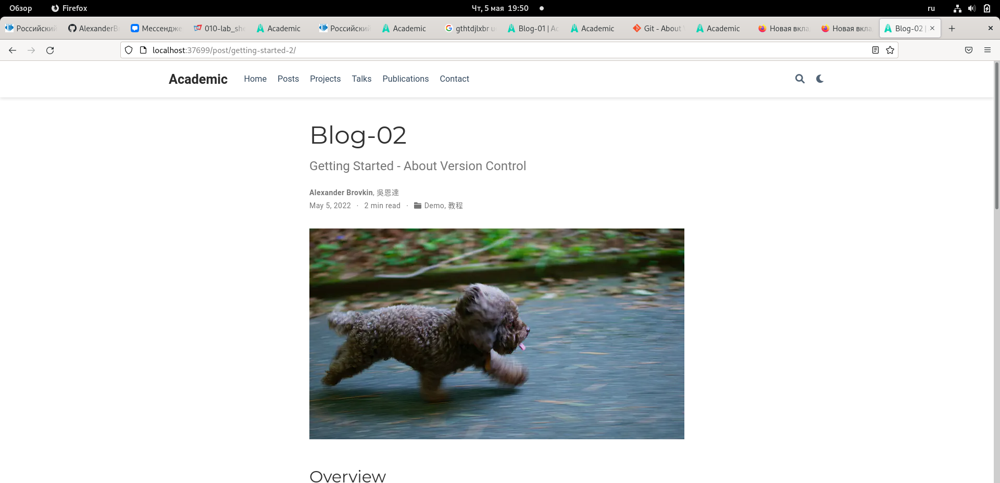 Обзор Firefox Чт, 5 мая 19:50 ru
Российский AlexanderB Мессендже 010-lab_she Academic Российский Academic gthtdjlxbr u Blog-01 | Ac Academic Git - About Academic Новая вкла Новая вкла Blog-02 |
localhost:37699/post/getting-started-2/
Academic Home Posts Projects Talks Publications Contact
Blog-02
Getting Started - About Version Control
Alexander Brovkin, 吳恩達
May 5, 2022 · 2 min read · Demo, 教程
Overview